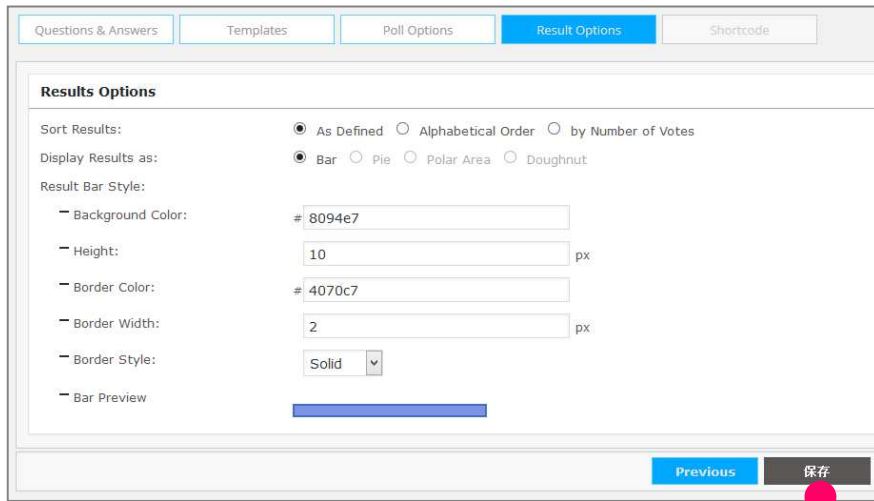 Questions & Answers Templates Poll Options Result Options Shortcode
Results Options
Sort Results: As Defined Alphabetical Order by Number of Votes
Display Results as: Bar Pie Polar Area Doughnut
Result Bar Style:
Background Color: # 8094e7
Height: 10 px
Border Color: # 4070c7
Border Width: 2 px
Border Style: Solid
Bar Preview
Previous 保存